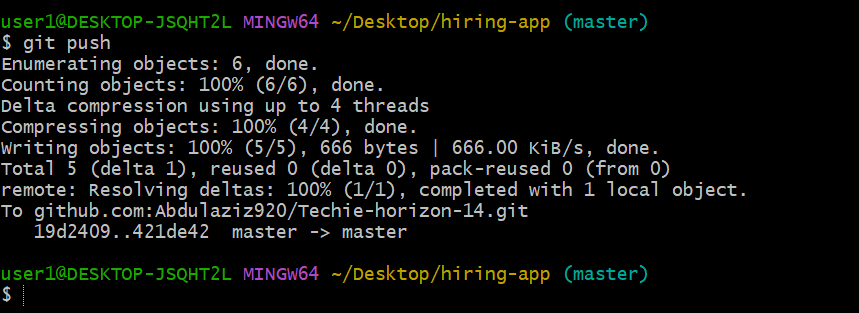 user1@DESKTOP-JSQHT2L MINGW64 ~/Desktop/hiring-app (master)
$ git push
Enumerating objects: 6, done.
Counting objects: 100% (6/6), done.
Delta compression using up to 4 threads
Compressing objects: 100% (4/4), done.
Writing objects: 100% (5/5), 666 bytes | 666.00 KiB/s, done.
Total 5 (delta 1), reused 0 (delta 0), pack-reused 0 (from 0)
remote: Resolving deltas: 100% (1/1), completed with 1 local object.
To github.com:Abdulaziz920/Techie-horizon-14.git
   19d2409..421de42  master -> master
user1@DESKTOP-JSQHT2L MINGW64 ~/Desktop/hiring-app (master)
$